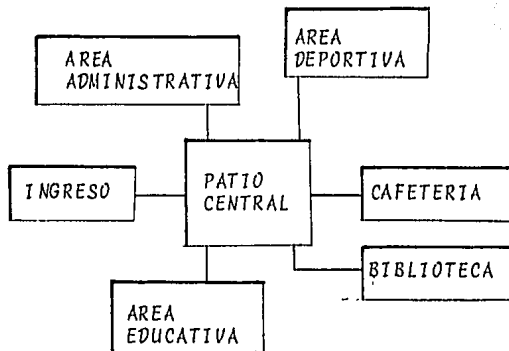 AREA
ADMINISTRATIVA
AREA
DEPORTIVA
INGRESO
PATIO
CENTRAL
CAFETERIA
BIBLIOTECA
AREA
EDUCATIVA